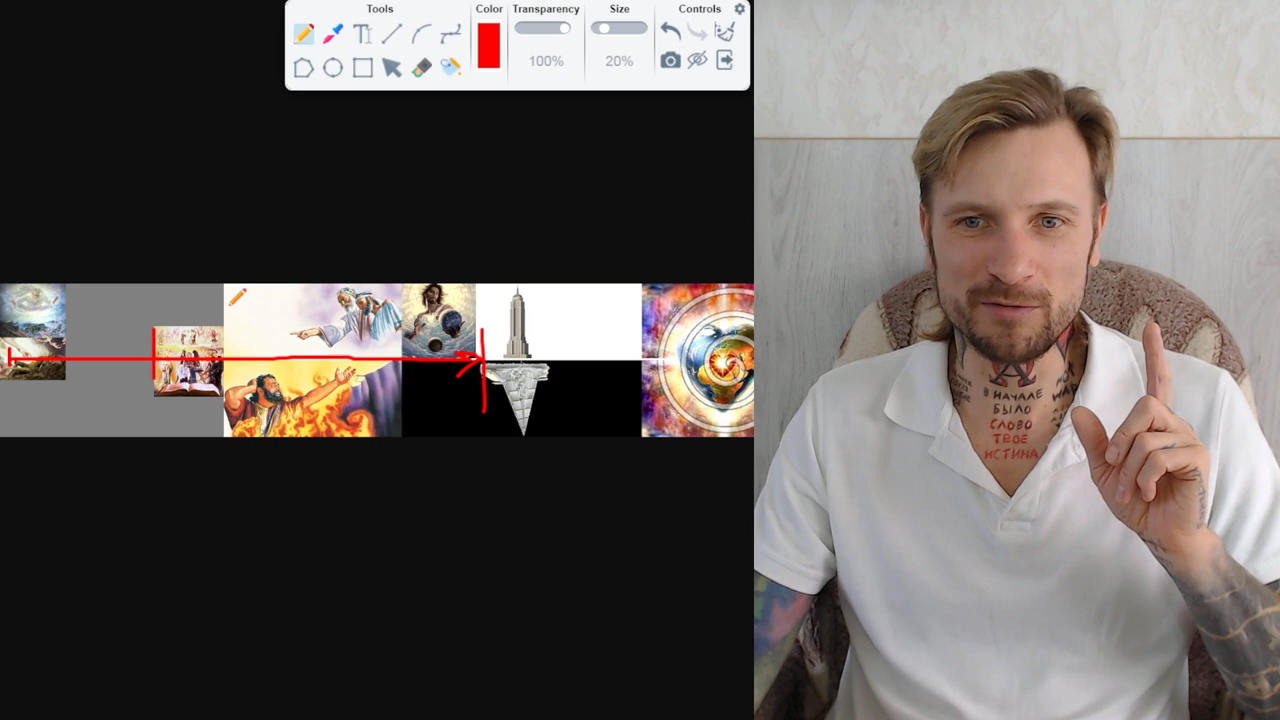 Tools
Color
Transparency
Size
Controls
100%
20%
В НАЧАЛЕ
БЫЛО
СЛОВО
ТВОЕ
ИСТИНА